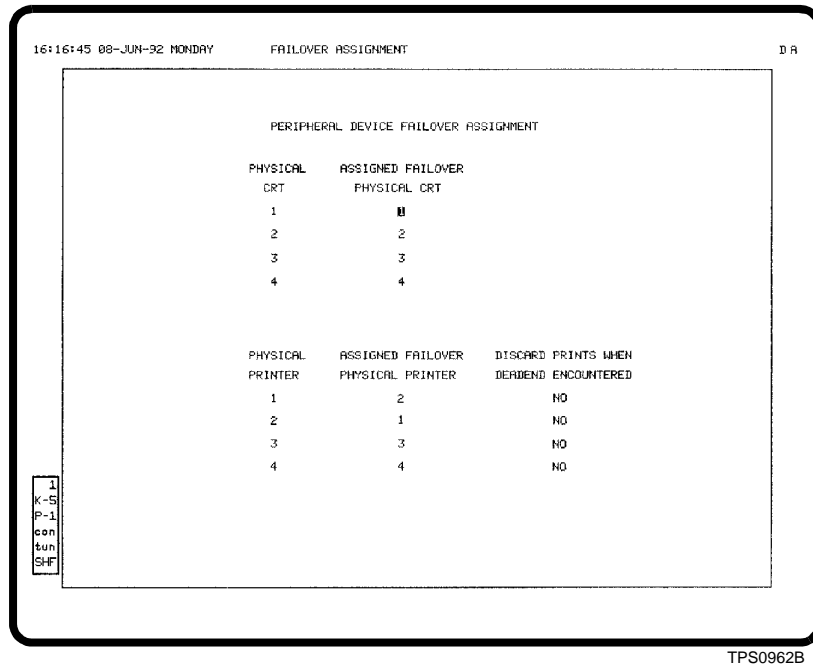 16:16:45 08-JUN-92 MONDAY FAILOVER ASSIGNMENT D A
PERIPHERAL DEVICE FAILOVER ASSIGNMENT
PHYSICAL ASSIGNED FAILOVER
CRT PHYSICAL CRT
1 1
2 2
3 3
4 4
PHYSICAL ASSIGNED FAILOVER DISCARD PRINTS WHEN
PRINTER PHYSICAL PRINTER DEADEND ENCOUNTERED
1 2 NO
2 1 NO
3 3 NO
4 4 NO
1
K-S
P-1
con
tun
SHF
TPS0962B